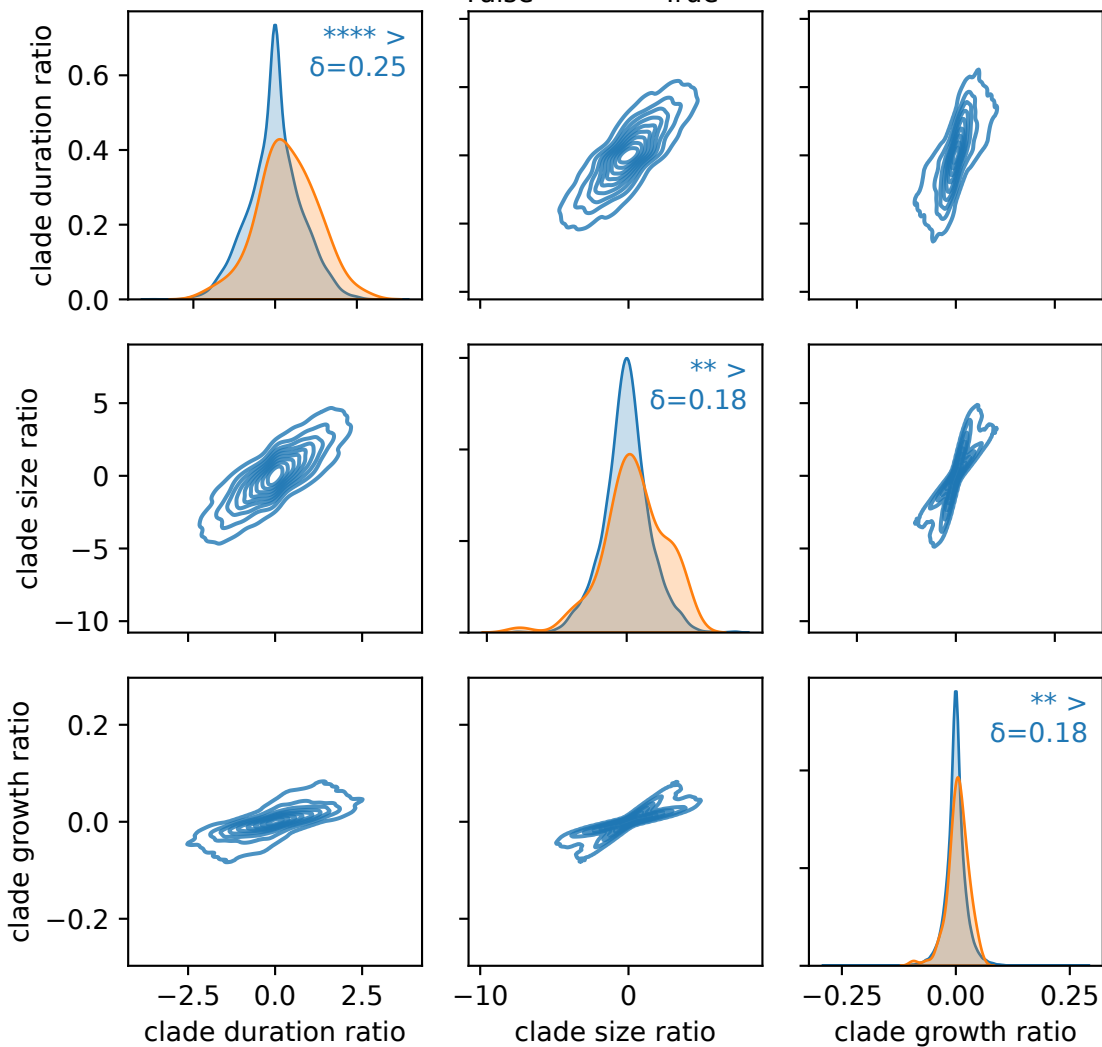 clade duration ratio
0.6
0.4
0.2
0.0
**** >
δ=0.25
clade size ratio
5
0
−5
−10
** >
δ=0.18
clade growth ratio
0.2
0.0
−0.2
** >
δ=0.18
−2.5 0.0 2.5
−10 0
−0.25 0.00 0.25
clade duration ratio
clade size ratio
clade growth ratio